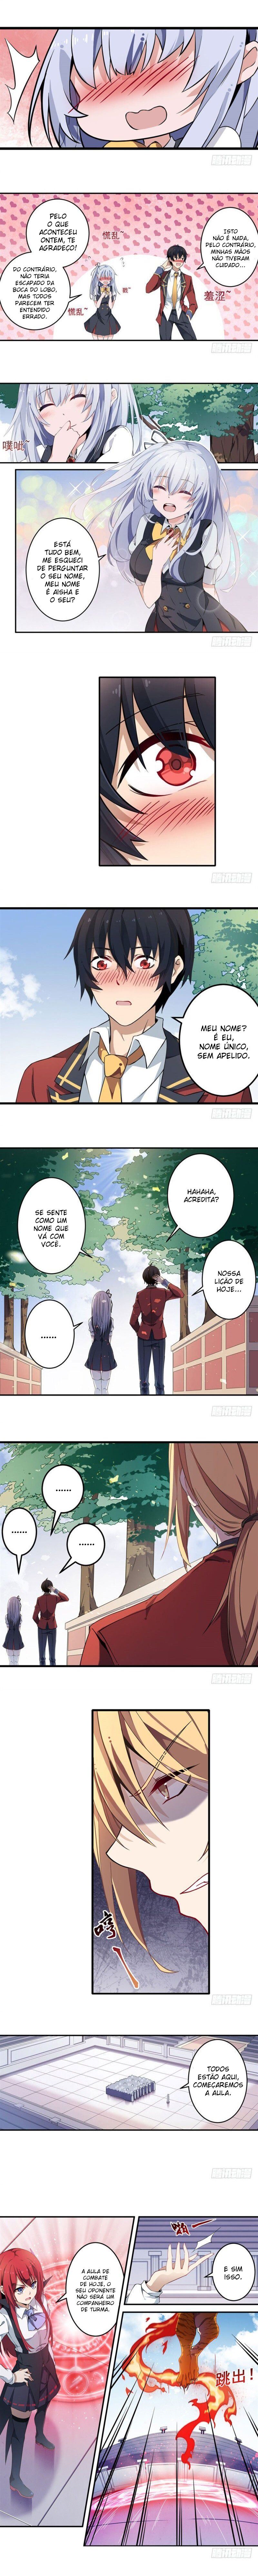 PELO
O QUE
ACONTECEU
ONTEM, TE
AGRADEÇO!
慌乱~
ISTO
NÃO É NADA,
PELO CONTRÁRIO,
MINHAS MÃOS
NÃO TIVERAM
CUIDADO...
DO CONTRÁRIO,
NÃO TERIA
ESCAPADO DA
BOCA DO LOBO,
MAS TODOS
PARECEM TER
ENTENDIDO
ERRADO.
慌乱~
羞涩~
噗呲~
ESTÁ
TUDO BEM,
ME ESQUECI
DE PERGUNTAR
O SEU NOME,
MEU NOME
É AISHA E
O SEU?
MEU NOME?
É EU,
NOME ÚNICO,
SEM APELIDO.
HAHAHA,
ACREDITA?
SE SENTE
COMO UM
NOME QUE
VÁ COM
VOCÊ.
NOSSA
LIÇÃO DE
HOJE...
......
......
......
......
哼
TODOS
ESTÃO AQUI,
COMEÇAREMOS
A AULA.
E SIM
ISSO.
A AULA DE
COMBATE
DE HOJE, O
SEU OPONENTE
NÃO SERÁ UM
COMPANHEIRO
DE TURMA.
跳出!